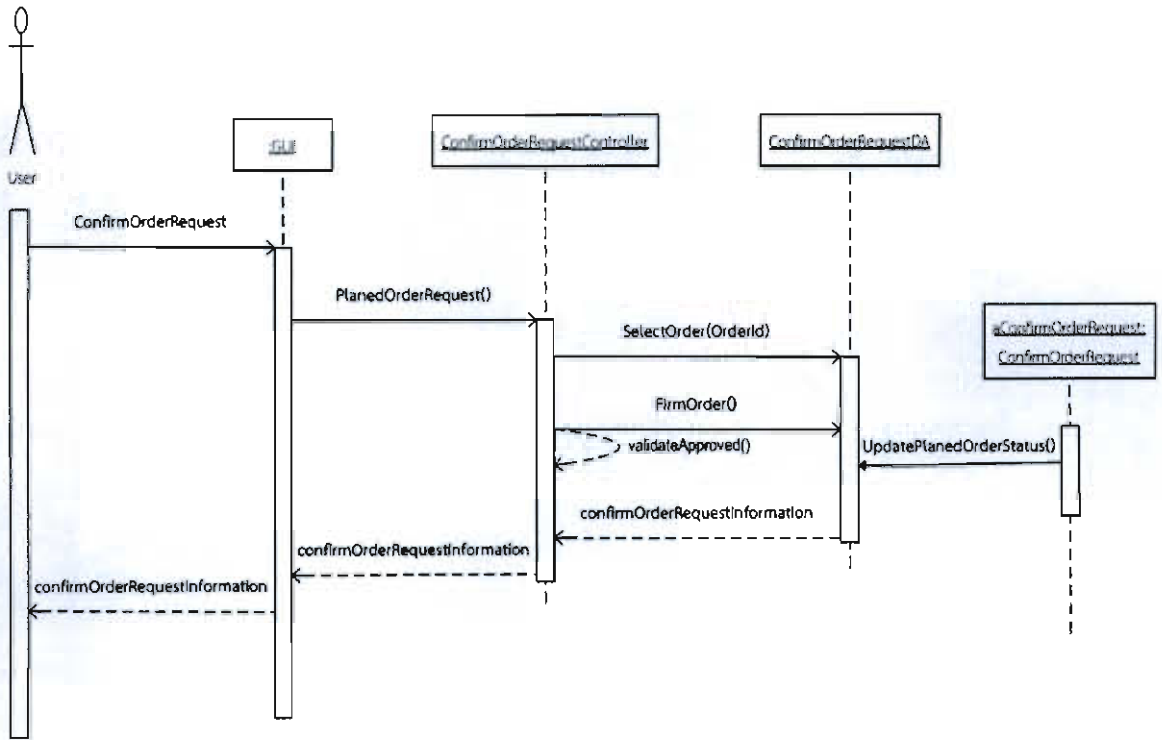 User
:GUI
ConfirmOrderRequestController
ConfirmOrderRequestDA
ConfirmOrderRequest
PlanedOrderRequest()
SelectOrder(OrderId)
aConfirmOrderRequest:
ConfirmOrderRequest
FirmOrder()
validateApproved()
UpdatePlanedOrderStatus()
confirmOrderRequestInformation
confirmOrderRequestInformation
confirmOrderRequestInformation